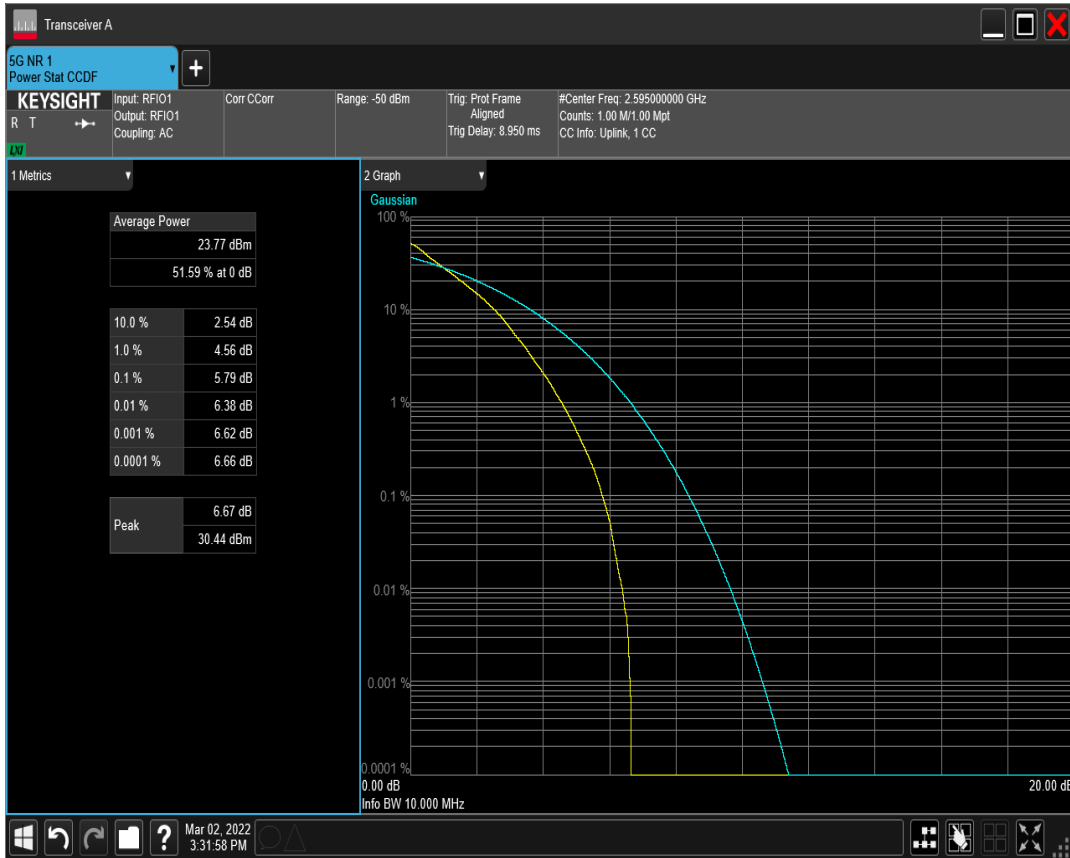 Transceiver A
5G NR 1
Power Stat CCDF
KEYSIGHT
R T
LXI
Input: RFIO1
Output: RFIO1
Coupling: AC
Corr CCorr
Range: -50 dBm
Trig: Prot Frame
Aligned
Trig Delay: 8.950 ms
#Center Freq: 2.595000000 GHz
Counts: 1.00 M/1.00 Mpt
CC Info: Uplink, 1 CC
1 Metrics
Average Power
23.77 dBm
51.59 % at 0 dB
10.0 % 2.54 dB
1.0 % 4.56 dB
0.1 % 5.79 dB
0.01 % 6.38 dB
0.001 % 6.62 dB
0.0001 % 6.66 dB
Peak
6.67 dB
30.44 dBm
2 Graph
Gaussian
100 %
10 %
1 %
0.1 %
0.01 %
0.001 %
0.0001 %
0.00 dB
20.00 dB
Info BW 10.000 MHz
?
Mar 02, 2022
3:31:58 PM